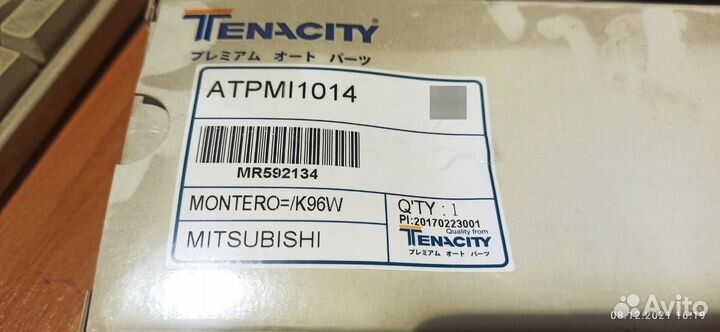 TENACITY
プレミアム オート パーツ
ATPMI1014
MR592134
MONTERO=/K96W
MITSUBISHI
Q'TY : 1
PI:20170223001
Quality from
TENACITY
プレミアム オート パーツ
08.12.2021 16:19
Avito